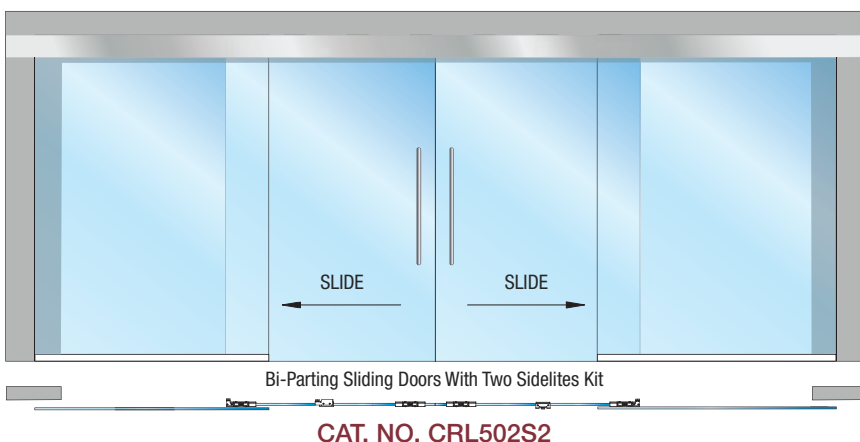 SLIDE SLIDE
Bi-Parting Sliding Doors With Two Sidelites Kit
CAT. NO. CRL502S2